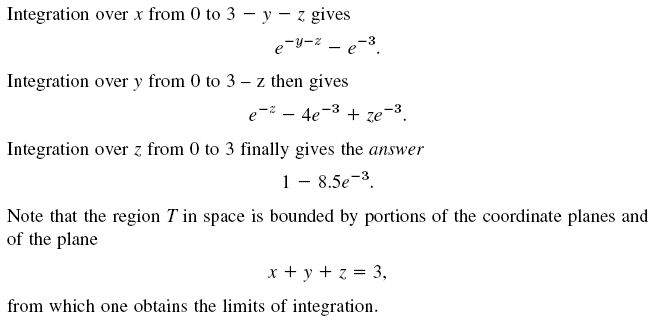 Integration over x from 0 to 3 − y − z gives
e^{−y−z} − e^{−3}.
Integration over y from 0 to 3 – z then gives
e^{−z} − 4e^{−3} + ze^{−3}.
Integration over z from 0 to 3 finally gives the answer
1 − 8.5e^{−3}.
Note that the region T in space is bounded by portions of the coordinate planes and
of the plane
x + y + z = 3,
from which one obtains the limits of integration.